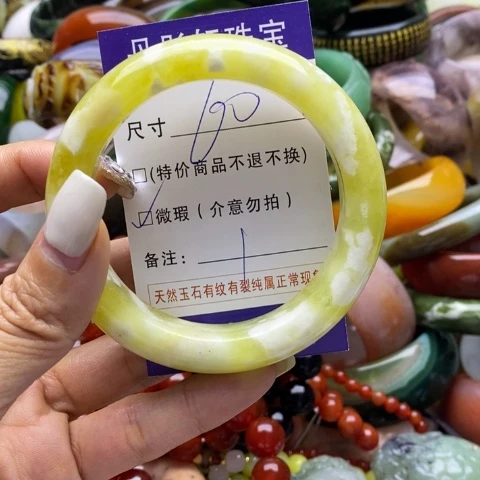 尺寸 60
□(特价商品不退不换)
☑微瑕(介意勿拍)
备注:
天然玉石有纹有裂纯属正常现